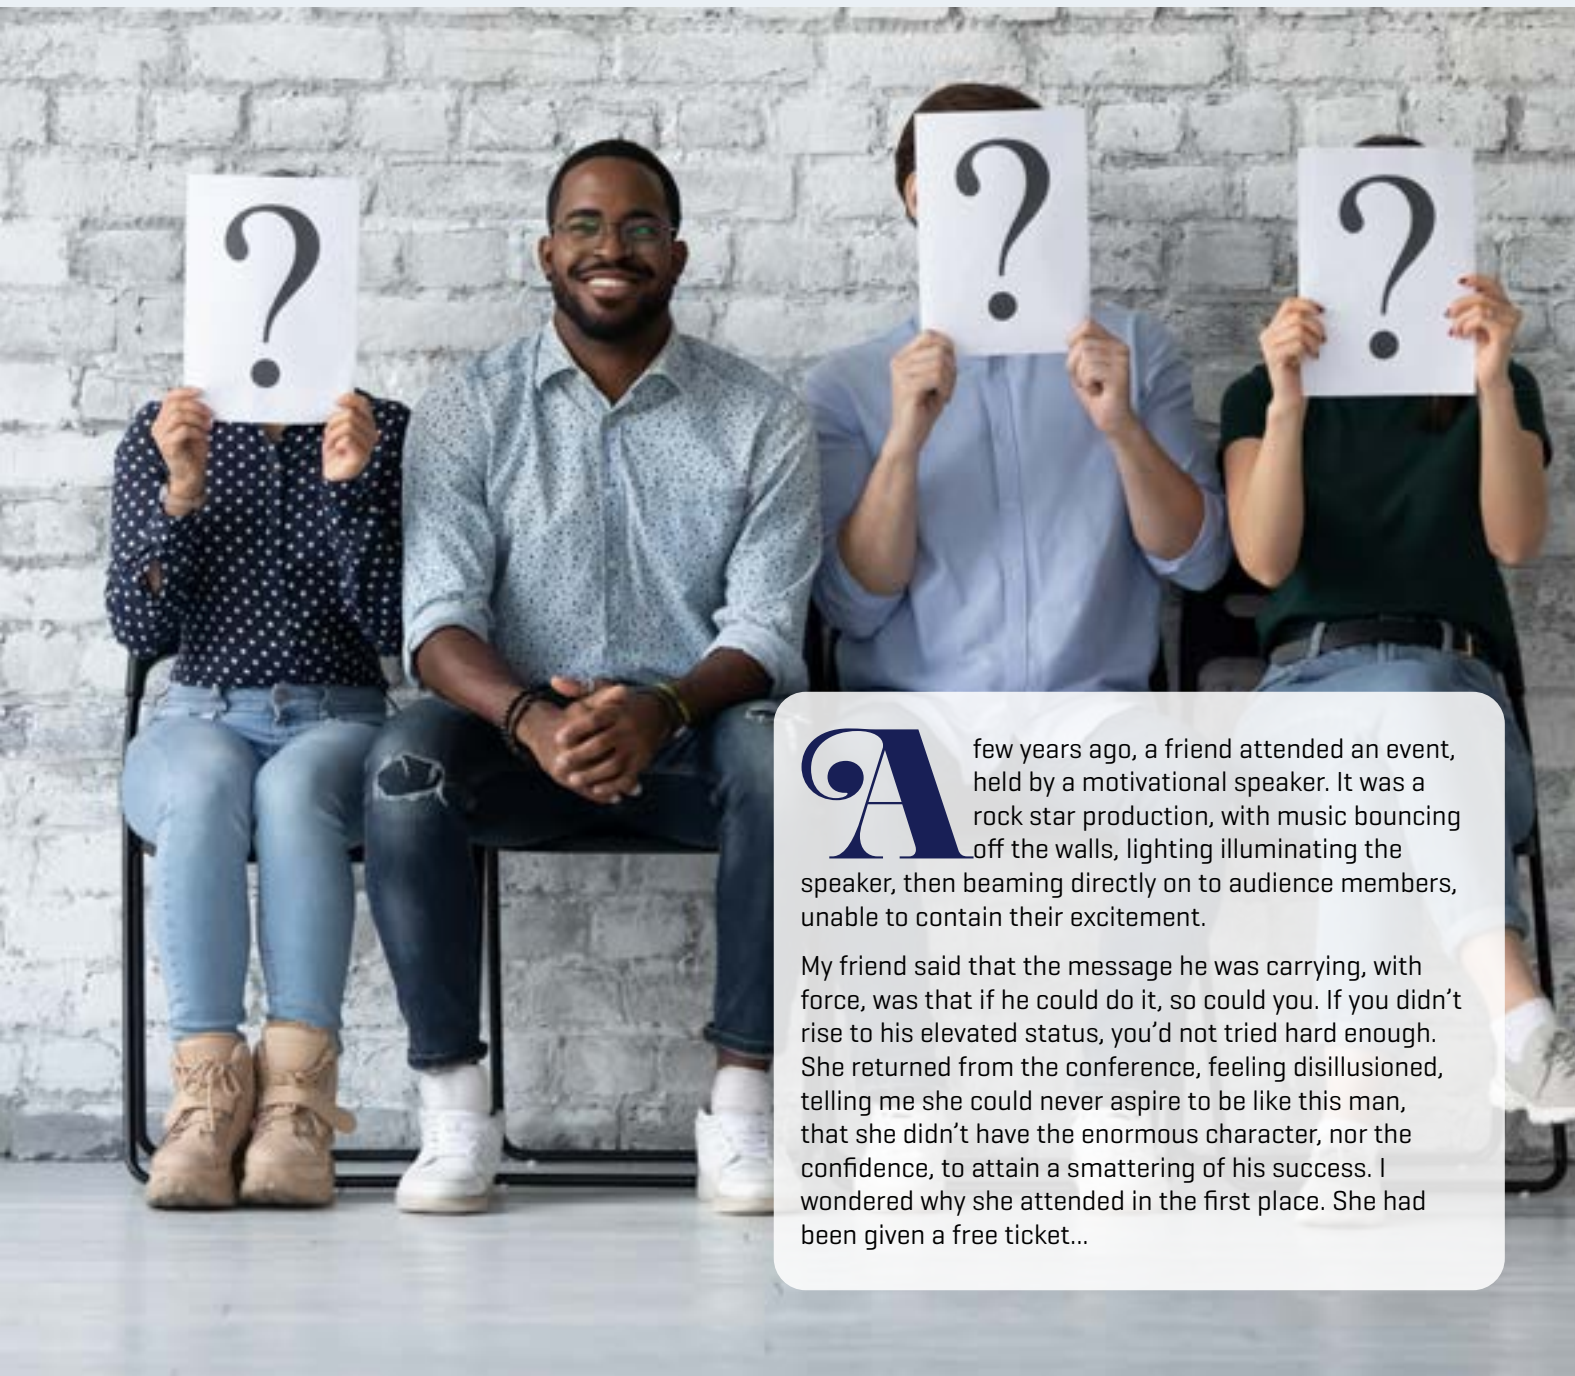 ?
?
?
A few years ago, a friend attended an event,
held by a motivational speaker. It was a
rock star production, with music bouncing
off the walls, lighting illuminating the
speaker, then beaming directly on to audience members,
unable to contain their excitement.
My friend said that the message he was carrying, with
force, was that if he could do it, so could you. If you didn’t
rise to his elevated status, you’d not tried hard enough.
She returned from the conference, feeling disillusioned,
telling me she could never aspire to be like this man,
that she didn’t have the enormous character, nor the
confidence, to attain a smattering of his success. I
wondered why she attended in the first place. She had
been given a free ticket...